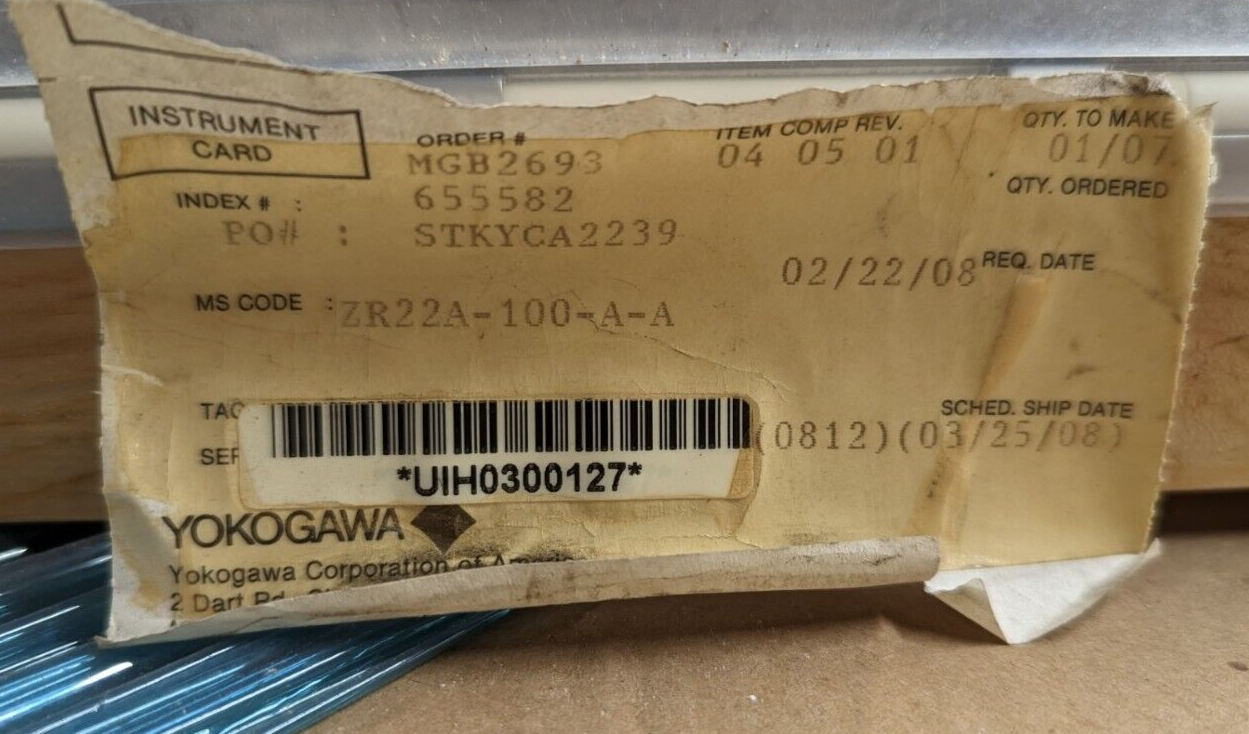 INSTRUMENT CARD
ORDER # ITEM COMP REV. QTY. TO MAKE
MGB2693 04 05 01 01/07
INDEX # : 655582 QTY. ORDERED
PO# : STKYCA2239
02/22/08 REQ. DATE
MS CODE : ZR22A-100-A-A
SCHED. SHIP DATE
(0812)(03/25/08)
*UIH0300127*
YOKOGAWA
Yokogawa Corporation of
2 Dart Rd.